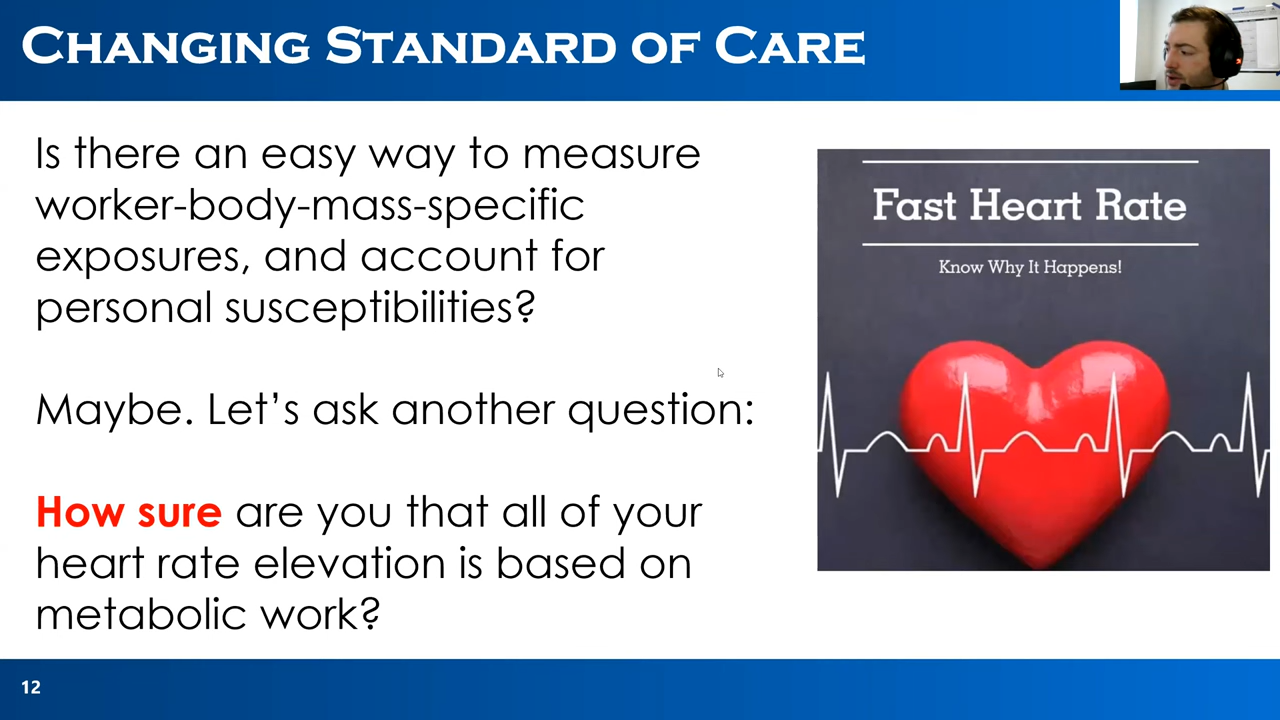 CHANGING STANDARD OF CARE
Is there an easy way to measure
worker-body-mass-specific
exposures, and account for
personal susceptibilities?
Maybe. Let’s ask another question:
How sure are you that all of your
heart rate elevation is based on
metabolic work?
Fast Heart Rate
Know Why It Happens!
12